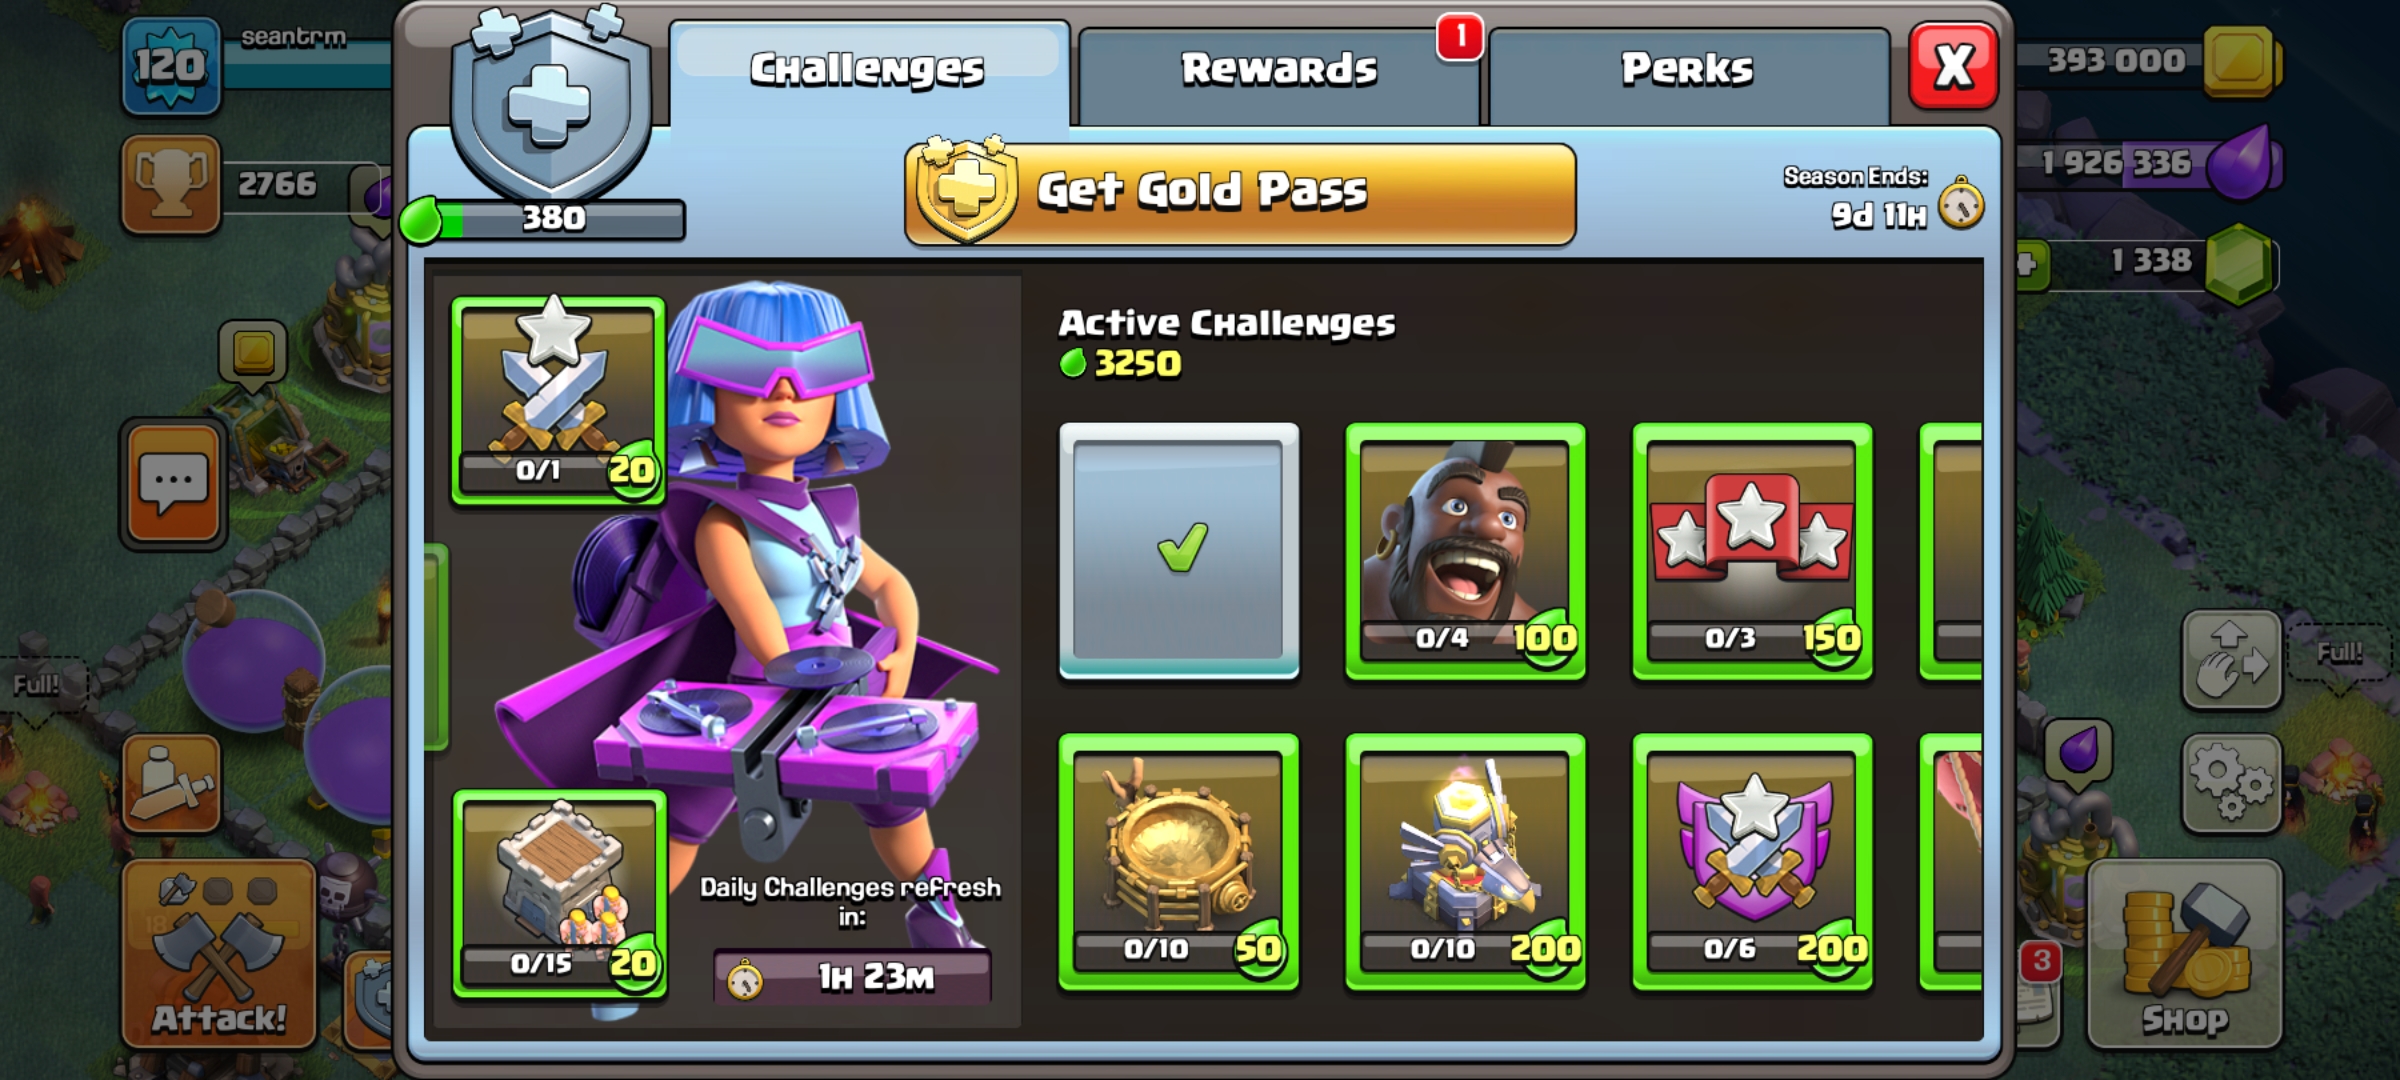 120
seantrm
2766
380
Challenges
Rewards
1
Perks
X
Get Gold Pass
Season Ends:
9d 11H
393 000
1 926 336
1 338
0/1
20
Active Challenges
3250
0/4
100
0/3
150
0/15
20
Daily Challenges refresh
in:
1H 23M
0/10
50
0/10
200
0/6
200
Full!
Full!
18
Attack!
3
Shop